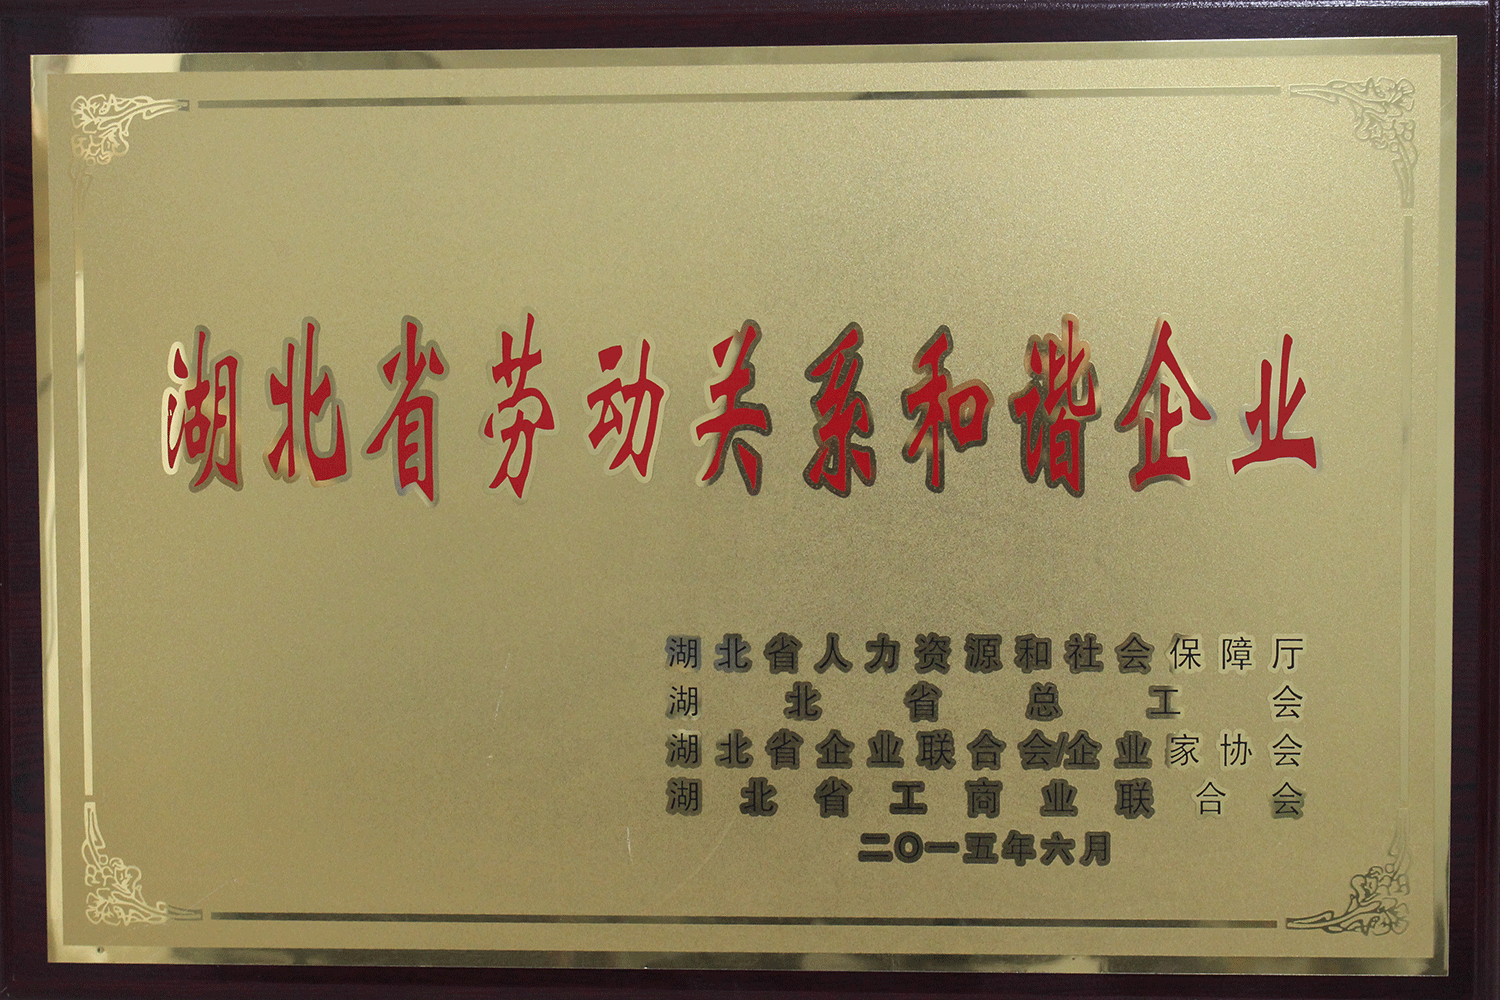 湖北省劳动关系和谐企业
湖北省人力资源和社会保障厅
湖北省总工会
湖北省企业联合会/企业家协会
湖北省工商业联合会
二〇一五年六月